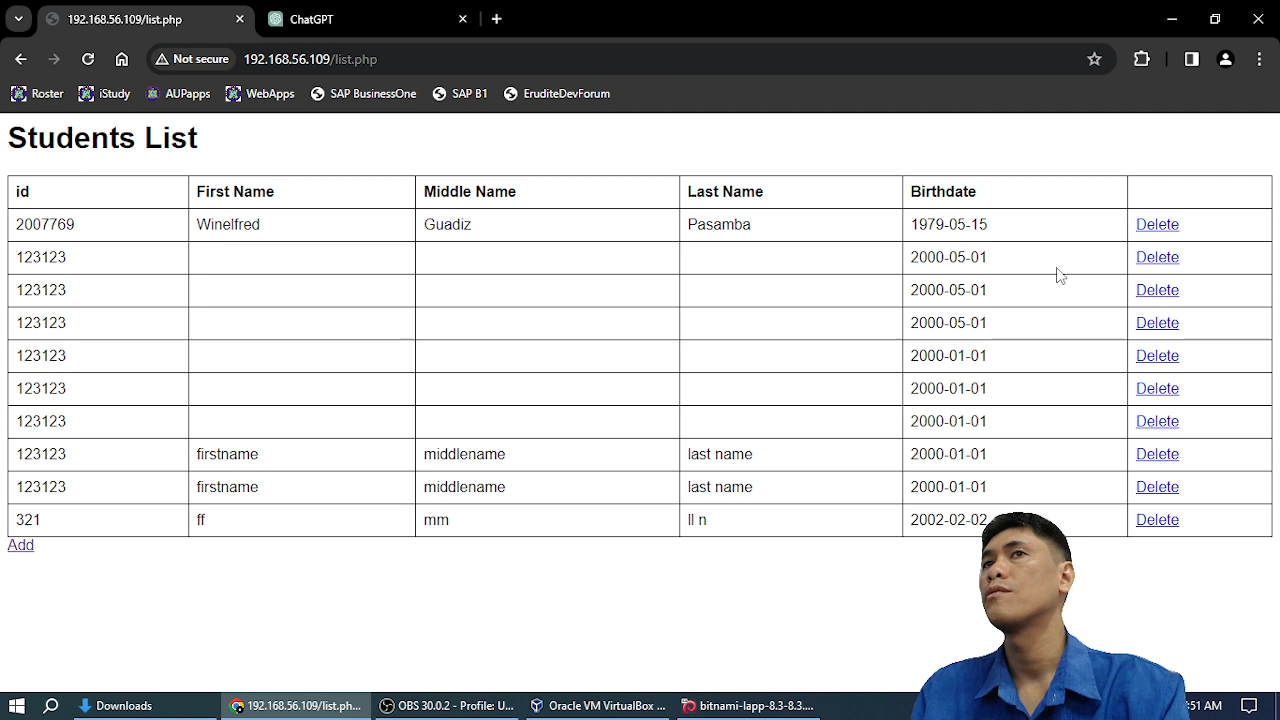 192.168.56.109/list.php
ChatGPT
Not secure
192.168.56.109/list.php
Roster
iStudy
AUPapps
WebApps
SAP BusinessOne
SAP B1
EruditeDevForum
Students List
id First Name Middle Name Last Name Birthdate
2007769 Winelfred Guadiz Pasamba 1979-05-15 Delete
123123 2000-05-01 Delete
123123 2000-05-01 Delete
123123 2000-05-01 Delete
123123 2000-01-01 Delete
123123 2000-01-01 Delete
123123 2000-01-01 Delete
123123 firstname middlename last name 2000-01-01 Delete
123123 firstname middlename last name 2000-01-01 Delete
321 ff mm ll n 2002-02-02 Delete
Add
Downloads
192.168.56.109/list.ph...
OBS 30.0.2 - Profile: U...
Oracle VM VirtualBox ...
bitnami-lapp-8.3-8.3....
:51 AM